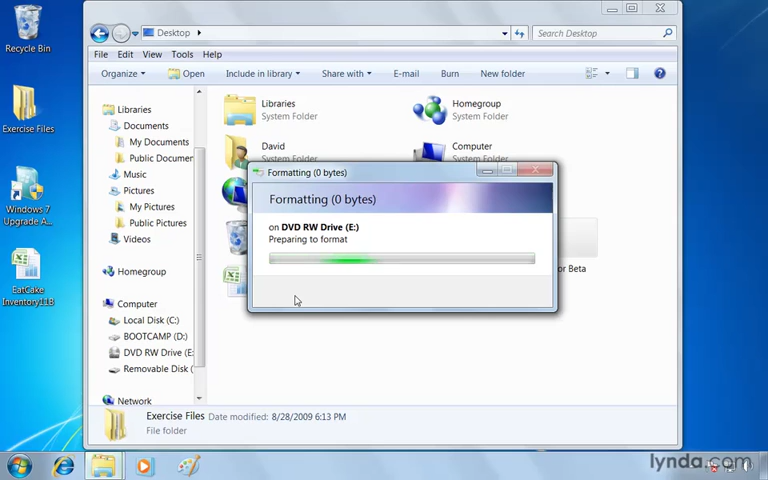 Recycle Bin
Exercise Files
Windows 7
Upgrade A...
EatCake
Inventory11B
Desktop
Search Desktop
File Edit View Tools Help
Organize Open Include in library Share with E-mail Burn New folder
Libraries
Documents
My Documents
Public Documen
Music
Pictures
My Pictures
Public Pictures
Videos
Homegroup
Computer
Local Disk (C:)
BOOTCAMP (D:)
DVD RW Drive (E:
Removable Disk (
Network
Libraries
System Folder
Homegroup
System Folder
David
Computer
Formatting (0 bytes)
Formatting (0 bytes)
on DVD RW Drive (E:)
Preparing to format
or Beta
Exercise Files Date modified: 8/28/2009 6:13 PM
File folder
lynda.com